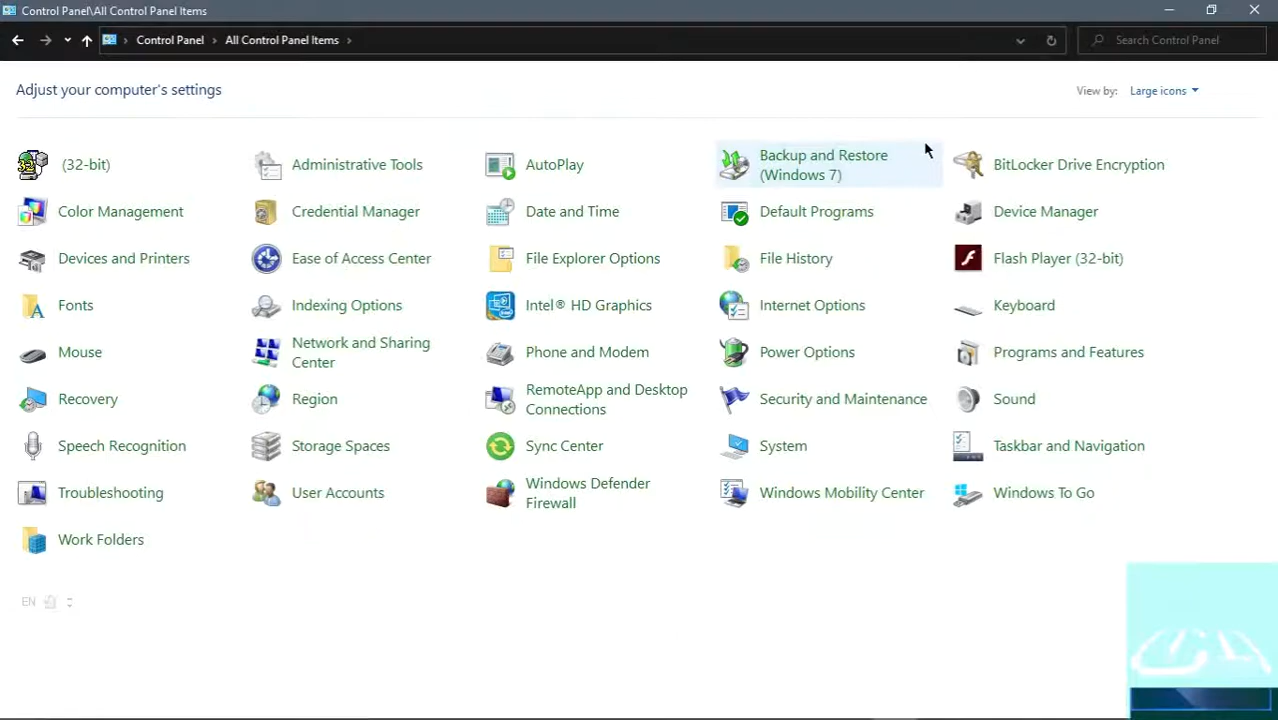 Control Panel\All Control Panel Items
Control Panel All Control Panel Items Search Control Panel
Adjust your computer's settings
View by: Large icons
(32-bit)
Administrative Tools
AutoPlay
Backup and Restore
(Windows 7)
BitLocker Drive Encryption
Color Management
Credential Manager
Date and Time
Default Programs
Device Manager
Devices and Printers
Ease of Access Center
File Explorer Options
File History
Flash Player (32-bit)
Fonts
Indexing Options
Intel® HD Graphics
Internet Options
Keyboard
Mouse
Network and Sharing
Center
Phone and Modem
Power Options
Programs and Features
Recovery
Region
RemoteApp and Desktop
Connections
Security and Maintenance
Sound
Speech Recognition
Storage Spaces
Sync Center
System
Taskbar and Navigation
Troubleshooting
User Accounts
Windows Defender
Firewall
Windows Mobility Center
Windows To Go
Work Folders
EN